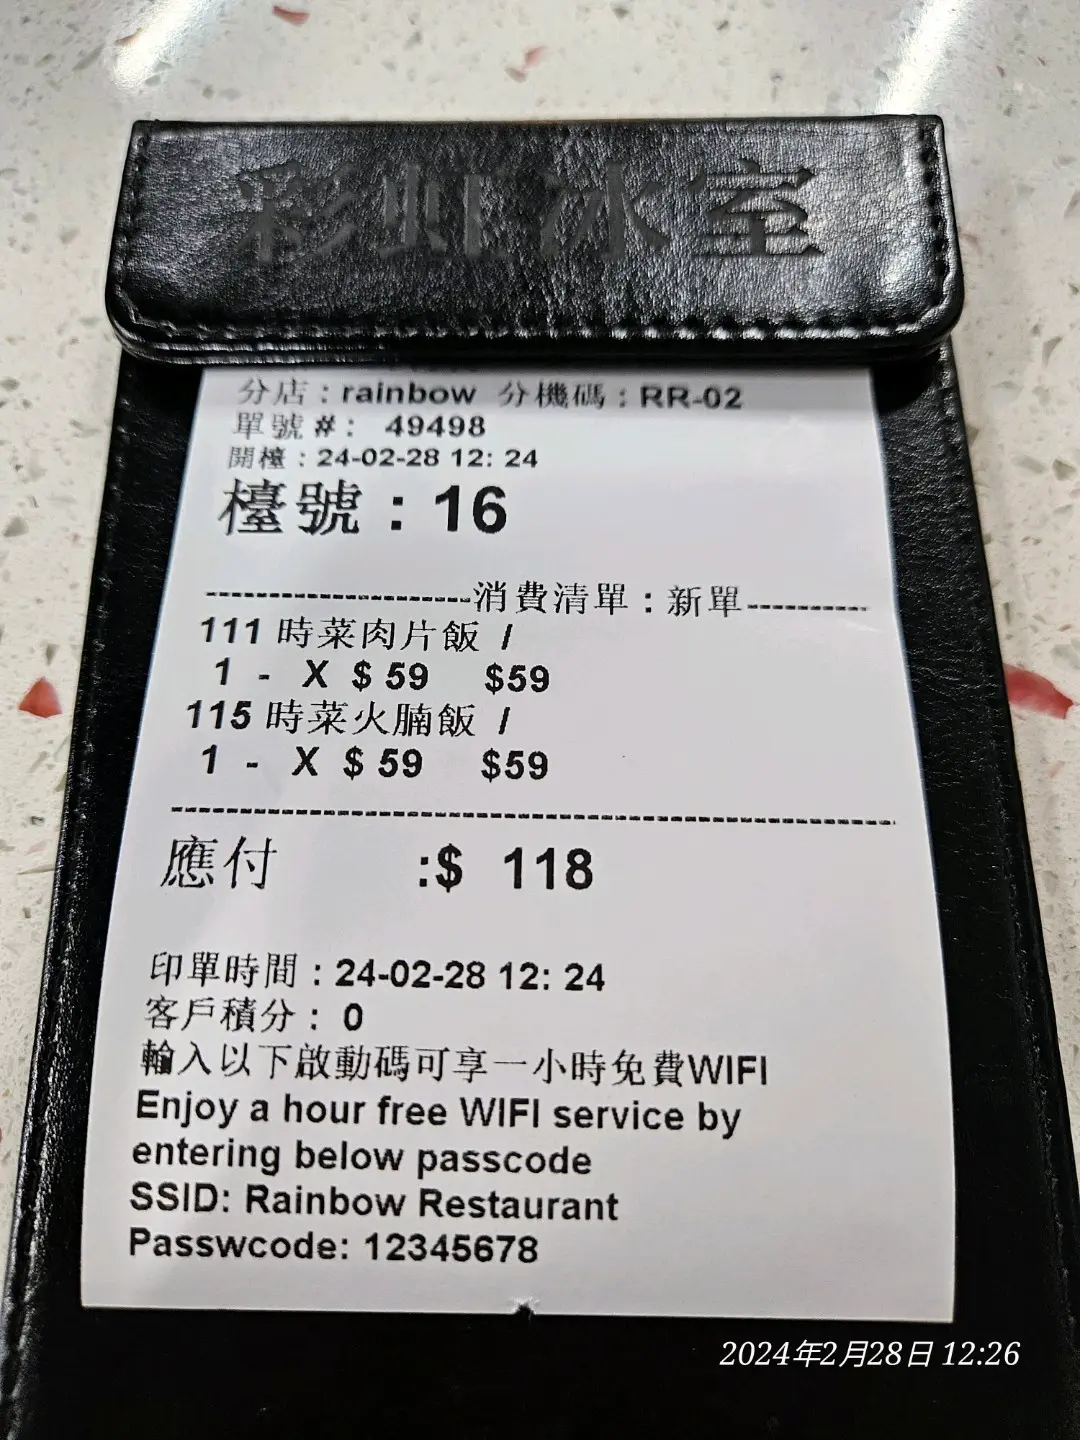 彩虹冰室
分店：rainbow 分機碼：RR-02
單號 #： 49498
開檯：24-02-28 12: 24
檯號：16
--------------------消費清單：新單---------
111 時菜肉片飯 /
1 - X $ 59 $59
115 時菜火腩飯 /
1 - X $ 59 $59
應付 :$ 118
印單時間：24-02-28 12: 24
客戶積分： 0
輸入以下啟動碼可享一小時免費WIFI
Enjoy a hour free WIFI service by
entering below passcode
SSID: Rainbow Restaurant
Passwcode: 12345678
2024年2月28日 12:26